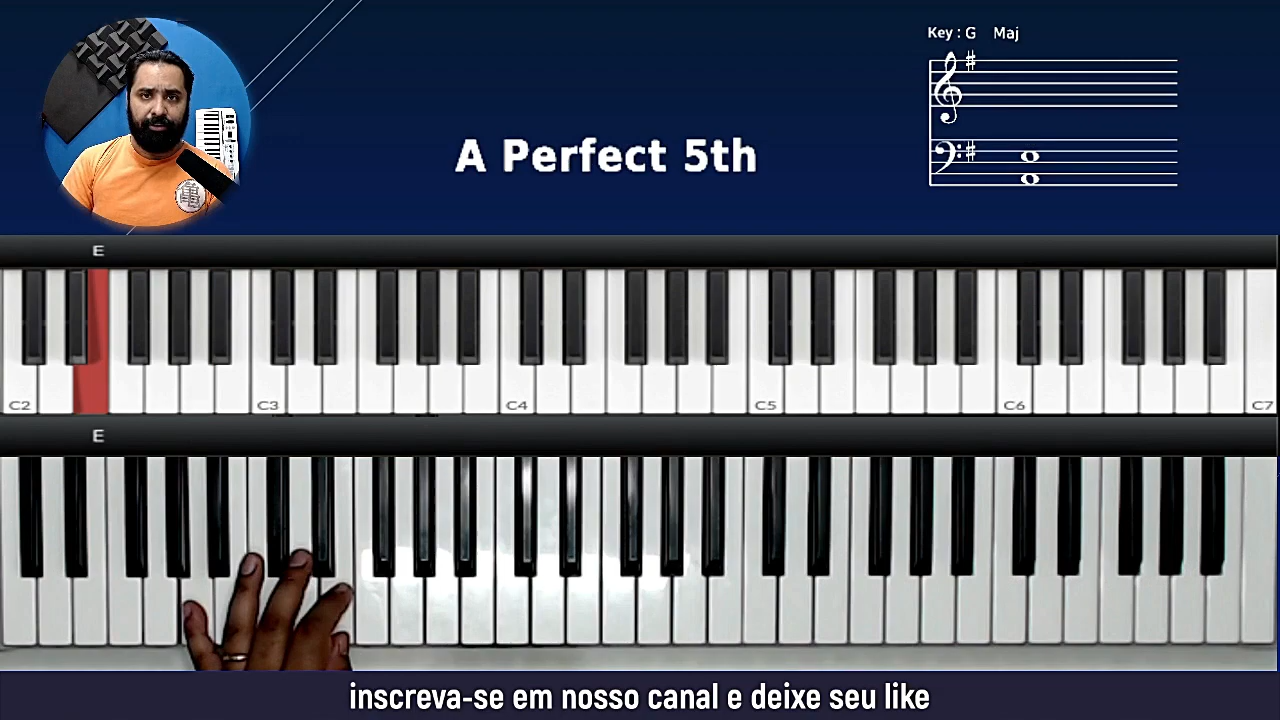 Key : G Maj
A Perfect 5th
E
C2 C3 C4 C5 C6 C7
E
inscreva-se em nosso canal e deixe seu like